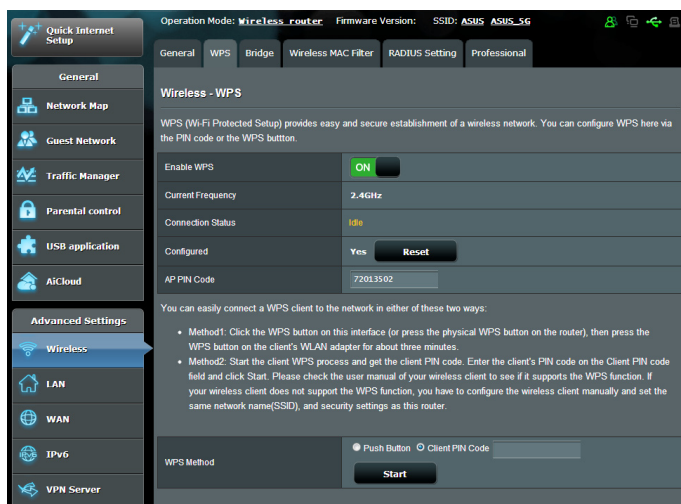 Quick Internet
Setup
Operation Mode: Wireless router Firmware Version: SSID: ASUS ASUS_5G
General WPS Bridge Wireless MAC Filter RADIUS Setting Professional
General
Network Map
Guest Network
Traffic Manager
Parental control
USB application
AiCloud
Advanced Settings
Wireless
LAN
WAN
IPv6
VPN Server
Wireless - WPS
WPS (Wi-Fi Protected Setup) provides easy and secure establishment of a wireless network. You can configure WPS here via
the PIN code or the WPS buttton.
Enable WPS ON
Current Frequency 2.4GHz
Connection Status Idle
Configured Yes Reset
AP PIN Code 72013502
You can easily connect a WPS client to the network in either of these two ways:
• Method1: Click the WPS button on this interface (or press the physical WPS button on the router), then press the
WPS button on the client's WLAN adapter for about three minutes.
• Method2: Start the client WPS process and get the client PIN code. Enter the client's PIN code on the Client PIN code
field and click Start. Please check the user manual of your wireless client to see if it supports the WPS function. If
your wireless client does not support the WPS function, you have to configure the wireless client manually and set the
same network name(SSID), and security settings as this router.
WPS Method Push Button Client PIN Code
Start